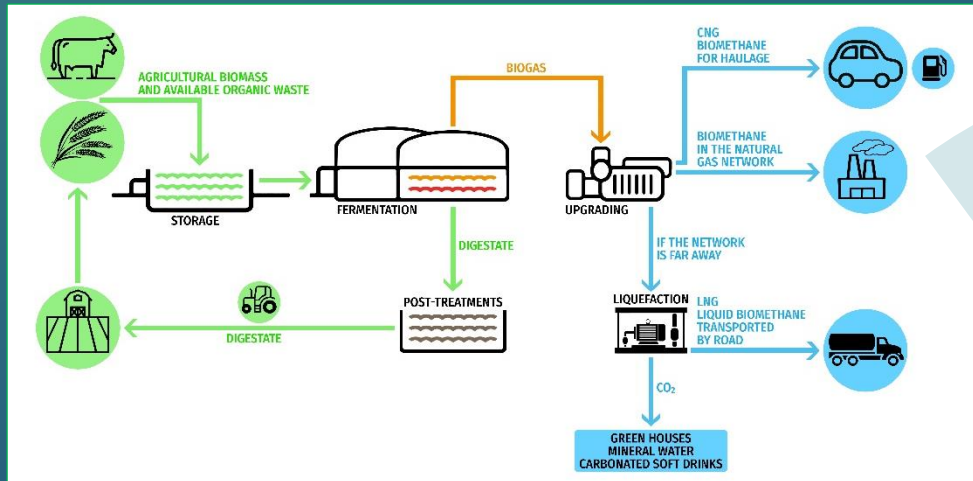 AGRICULTURAL BIOMASS
AND AVAILABLE ORGANIC WASTE
STORAGE
BIOGAS
FERMENTATION
DIGESTATE
POST-TREATMENTS
DIGESTATE
UPGRADING
CNG
BIOMETHANE
FOR HAULAGE
BIOMETHANE
IN THE NATURAL
GAS NETWORK
IF THE NETWORK
IS FAR AWAY
LIQUEFACTION
LNG
LIQUID BIOMETHANE
TRANSPORTED
BY ROAD
CO₂
GREEN HOUSES
MINERAL WATER
CARBONATED SOFT DRINKS